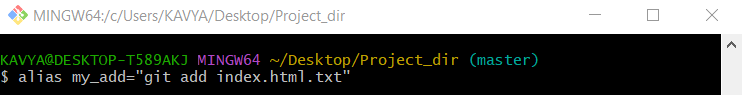 MINGW64:/c/Users/KAVYA/Desktop/Project_dir
KAVYA@DESKTOP-T589AKJ MINGW64 ~/Desktop/Project_dir (master)
$ alias my_add="git add index.html.txt"